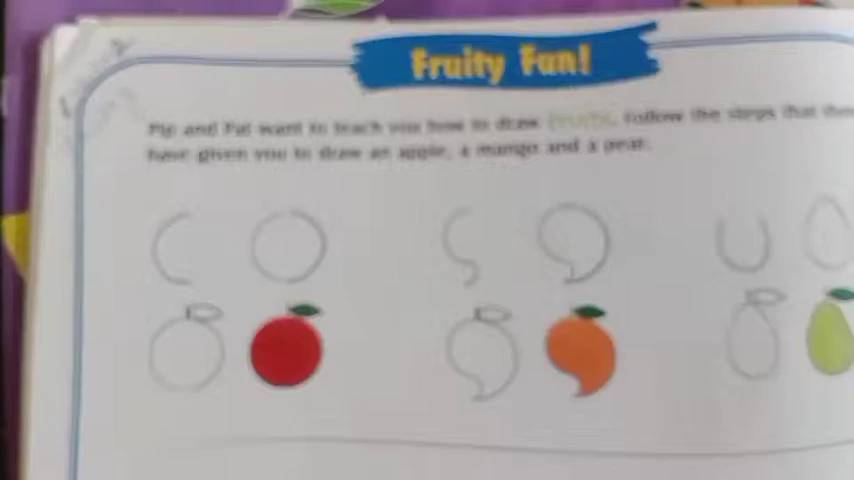 Fruity Fun!
Pip and Pat want to teach you how to draw fruits. Follow the steps that they
have given you to draw an apple, a mango and a pear.